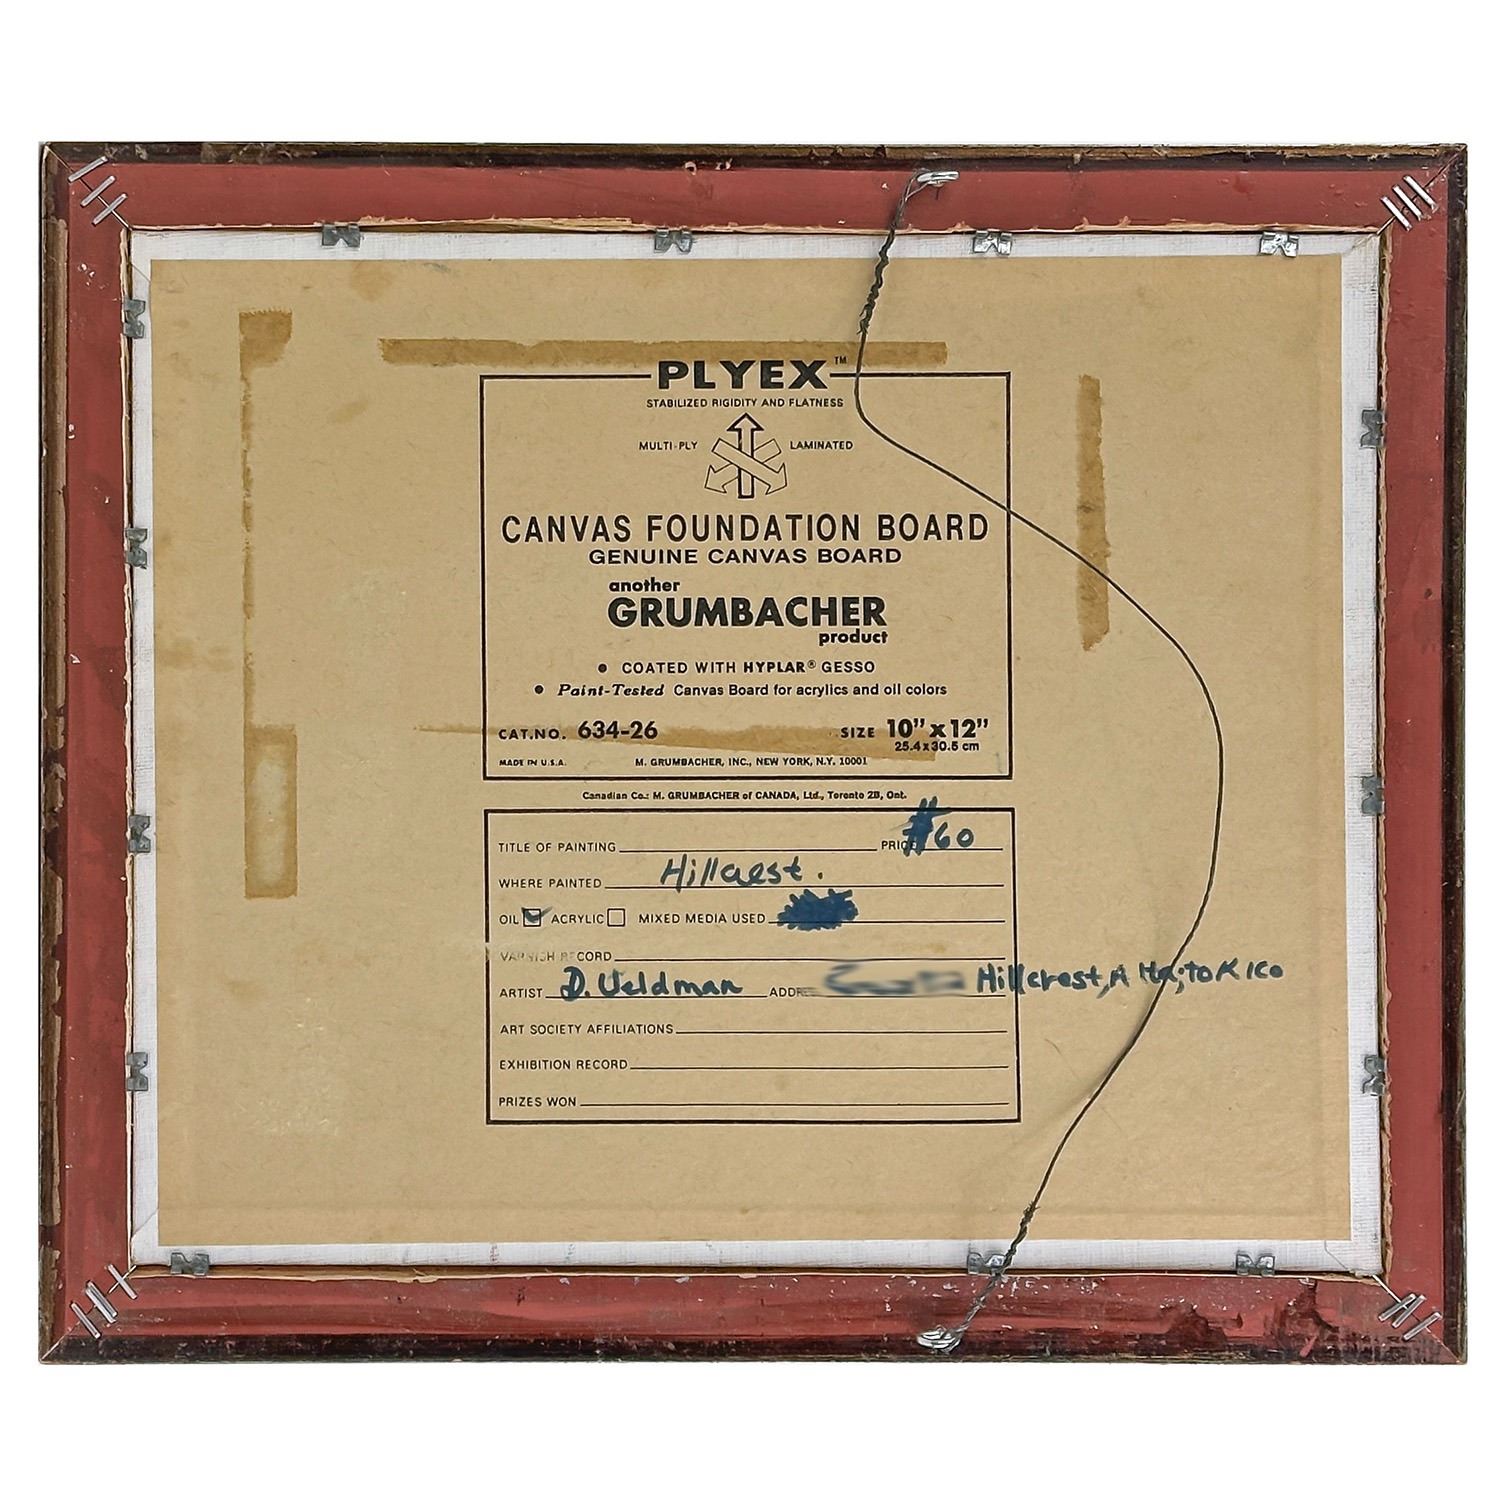 PLYEX™
STABILIZED RIGIDITY AND FLATNESS
MULTI-PLY LAMINATED
CANVAS FOUNDATION BOARD
GENUINE CANVAS BOARD
another
GRUMBACHER
product
• COATED WITH HYPLAR® GESSO
• Paint-Tested Canvas Board for acrylics and oil colors
CAT.NO. 634-26 SIZE 10" x 12"
25.4 x 30.5 cm
MADE IN U.S.A. M. GRUMBACHER, INC., NEW YORK, N.Y. 10001
Canadian Co.: M. GRUMBACHER of CANADA, Ltd., Toronto 2B, Ont.
TITLE OF PAINTING PRICE #60
WHERE PAINTED Hillcrest.
OIL ACRYLIC MIXED MEDIA USED
VARNISH RECORD
ARTIST D. Veldman ADDRESS Hillcrest, A Hta; T0K 1C0
ART SOCIETY AFFILIATIONS
EXHIBITION RECORD
PRIZES WON